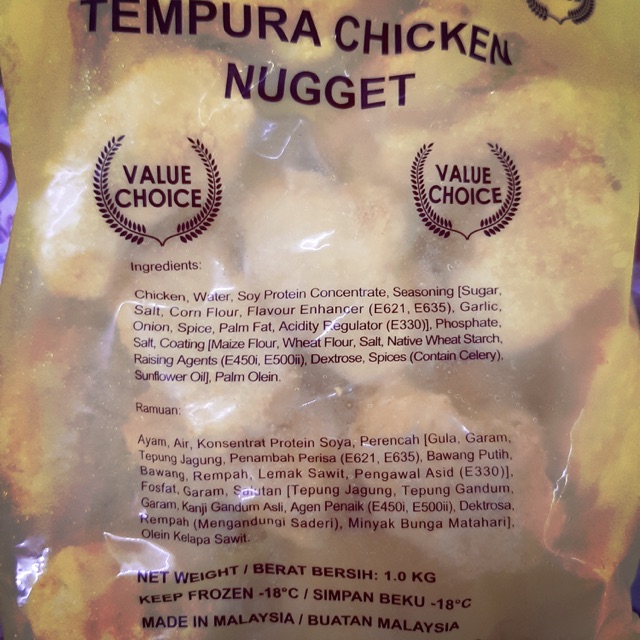 TEMPURA CHICKEN
NUGGET
VALUE
CHOICE
VALUE
CHOICE
Ingredients:
Chicken, Water, Soy Protein Concentrate, Seasoning [Sugar,
Salt, Corn Flour, Flavour Enhancer (E621, E635), Garlic,
Onion, Spice, Palm Fat, Acidity Regulator (E330)], Phosphate,
Salt, Coating [Maize Flour, Wheat Flour, Salt, Native Wheat Starch,
Raising Agents (E450i, E500ii), Dextrose, Spices (Contain Celery),
Sunflower Oil], Palm Olein.
Ramuan:
Ayam, Air, Konsentrat Protein Soya, Perencah [Gula, Garam,
Tepung Jagung, Penambah Perisa (E621, E635), Bawang Putih,
Bawang, Rempah, Lemak Sawit, Pengawal Asid (E330)],
Fosfat, Garam, Salutan [Tepung Jagung, Tepung Gandum,
Garam, Kanji Gandum Asli, Agen Penaik (E450i, E500ii), Dektrosa,
Rempah (Mengandungi Saderi), Minyak Bunga Matahari],
Olein Kelapa Sawit.
NET WEIGHT / BERAT BERSIH: 1.0 KG
KEEP FROZEN -18°C / SIMPAN BEKU -18°C
MADE IN MALAYSIA / BUATAN MALAYSIA